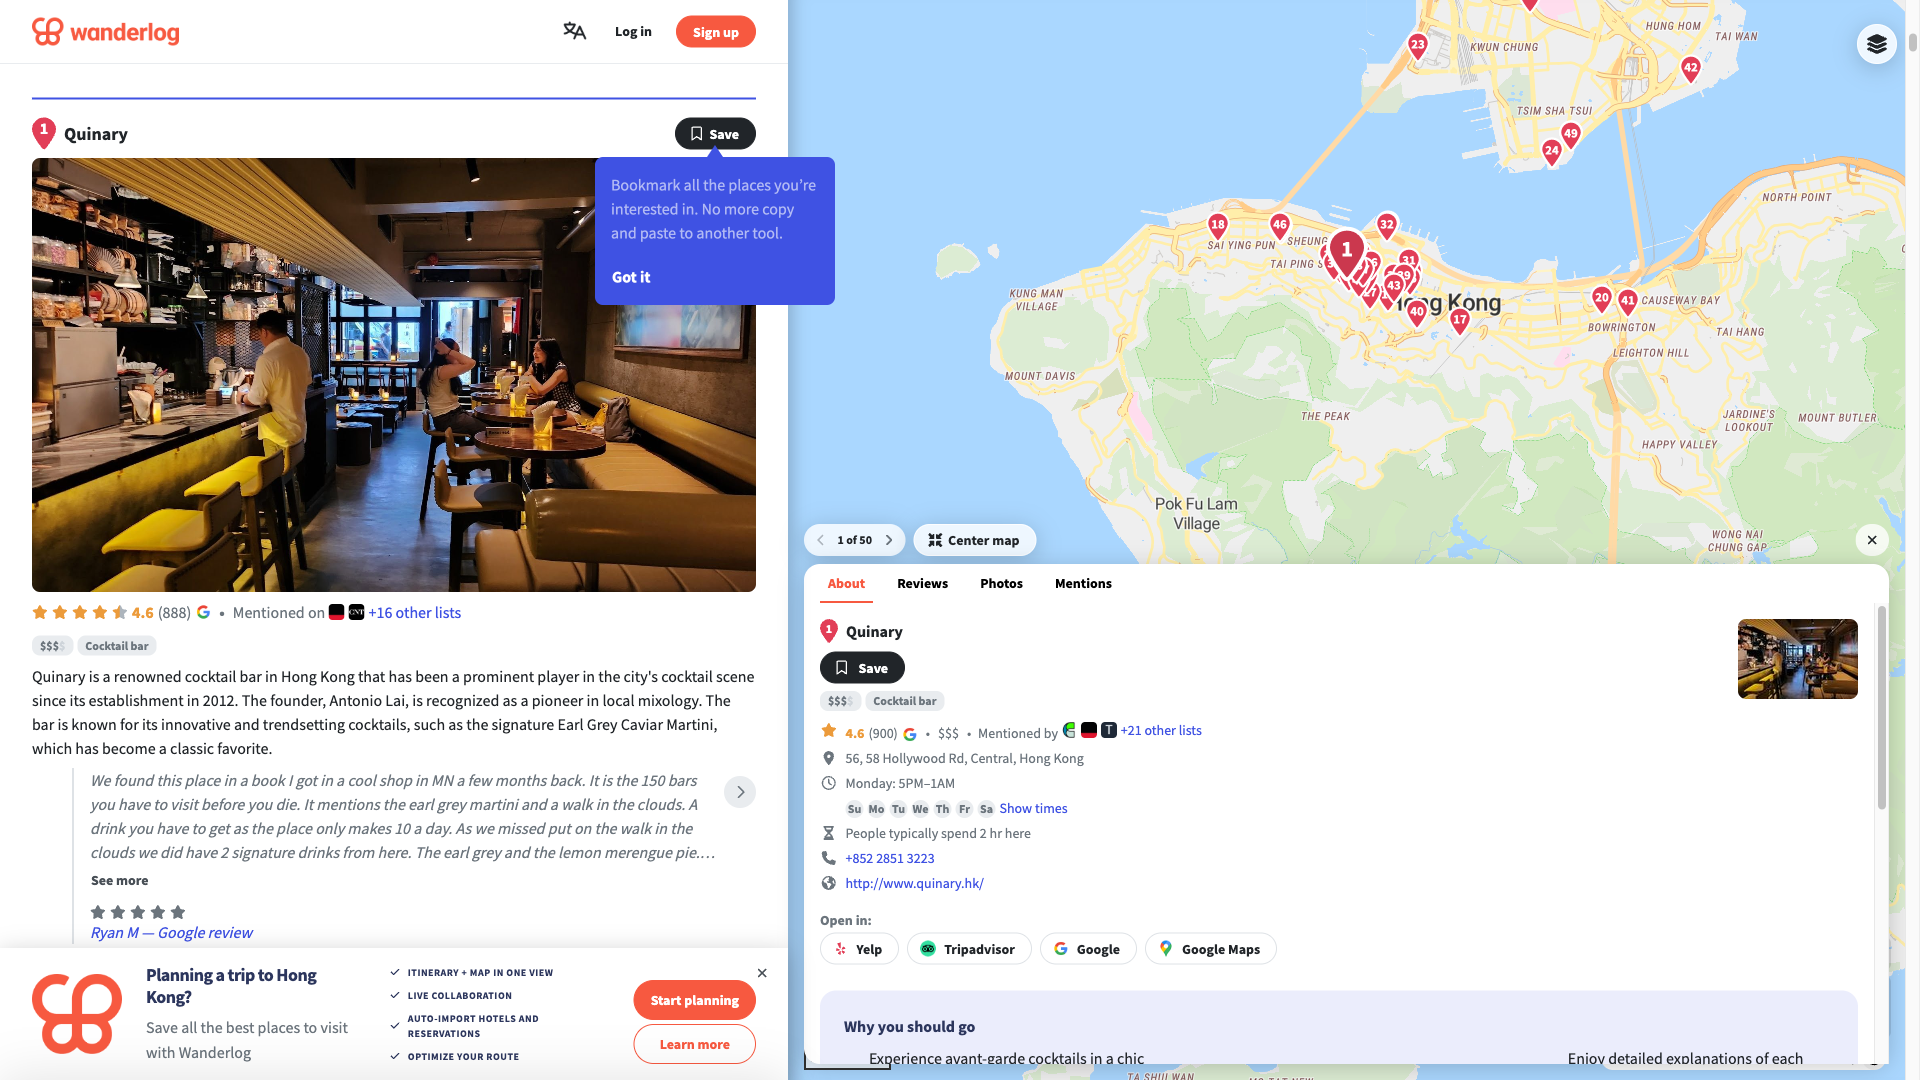 wanderlog
Log in
Sign up
1
Quinary
Save
Bookmark all the places you're
interested in. No more copy
and paste to another tool.
Got it
4.6 (888) • Mentioned on CNT +16 other lists
$$$$ Cocktail bar
Quinary is a renowned cocktail bar in Hong Kong that has been a prominent player in the city's cocktail scene
since its establishment in 2012. The founder, Antonio Lai, is recognized as a pioneer in local mixology. The
bar is known for its innovative and trendsetting cocktails, such as the signature Earl Grey Caviar Martini,
which has become a classic favorite.
We found this place in a book I got in a cool shop in MN a few months back. It is the 150 bars
you have to visit before you die. It mentions the earl grey martini and a walk in the clouds. A
drink you have to get as the place only makes 10 a day. As we missed put on the walk in the
clouds we did have 2 signature drinks from here. The earl grey and the lemon merengue pie.…
See more
Ryan M — Google review
Planning a trip to Hong
Kong?
Save all the best places to visit
with Wanderlog
ITINERARY + MAP IN ONE VIEW
LIVE COLLABORATION
AUTO-IMPORT HOTELS AND
RESERVATIONS
OPTIMIZE YOUR ROUTE
Start planning
Learn more
HUNG HOM
TAI WAN
23
KWUN CHUNG
42
TSIM SHA TSUI
49
24
NORTH POINT
18
46
32
SAI YING PUN
SHEUNG
1
TAI PING S
31
39
43
KUNG MAN
VILLAGE
Hong Kong
40
17
20
41
CAUSEWAY BAY
BOWRINGTON
TAI HANG
LEIGHTON HILL
MOUNT DAVIS
THE PEAK
JARDINE'S
LOOKOUT
MOUNT BUTLER
HAPPY VALLEY
Pok Fu Lam
Village
WONG NAI
CHUNG GAP
1 of 50
Center map
About
Reviews
Photos
Mentions
1
Quinary
Save
$$$$ Cocktail bar
4.6 (900) • $$$ • Mentioned by T +21 other lists
56, 58 Hollywood Rd, Central, Hong Kong
Monday: 5PM–1AM
Su Mo Tu We Th Fr Sa Show times
People typically spend 2 hr here
+852 2851 3223
http://www.quinary.hk/
Open in:
Yelp
Tripadvisor
Google
Google Maps
Why you should go
Experience avant-garde cocktails in a chic
Enjoy detailed explanations of each
TA SHUI WAN